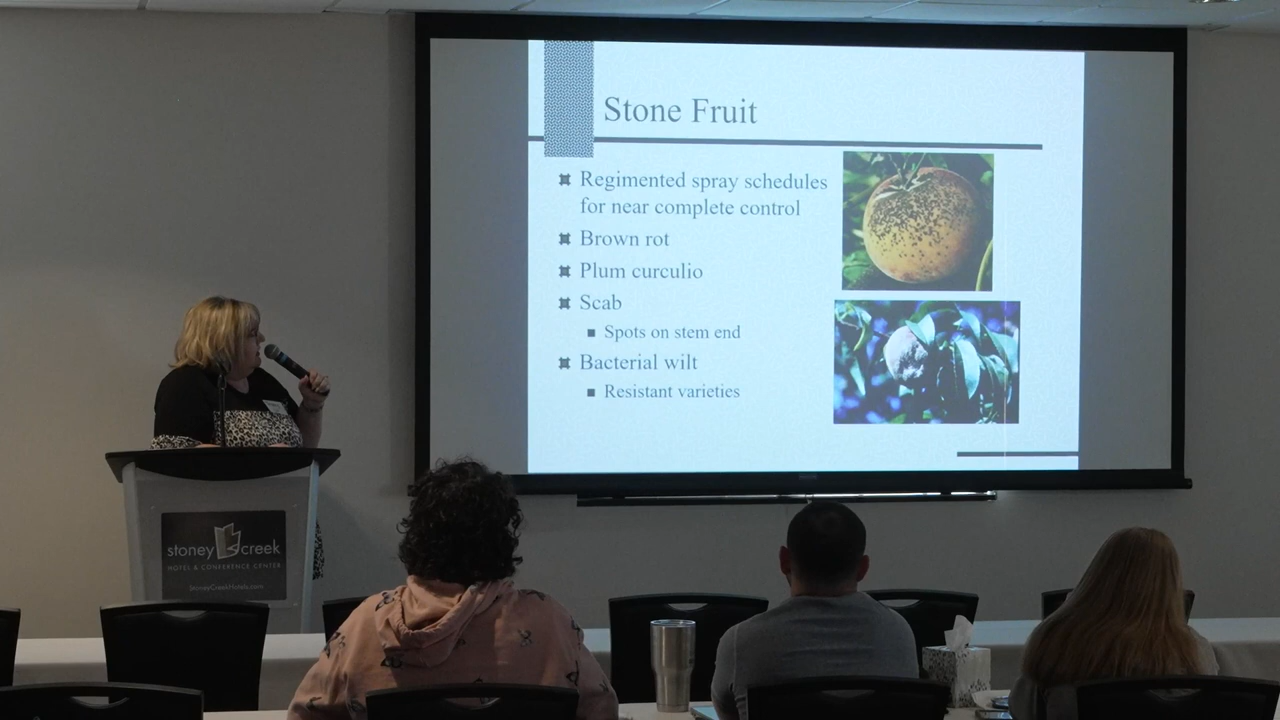 Stone Fruit
Regimented spray schedules
for near complete control
Brown rot
Plum curculio
Scab
Spots on stem end
Bacterial wilt
Resistant varieties
stoney creek
HOTEL & CONFERENCE CENTER
StoneyCreekHotels.com